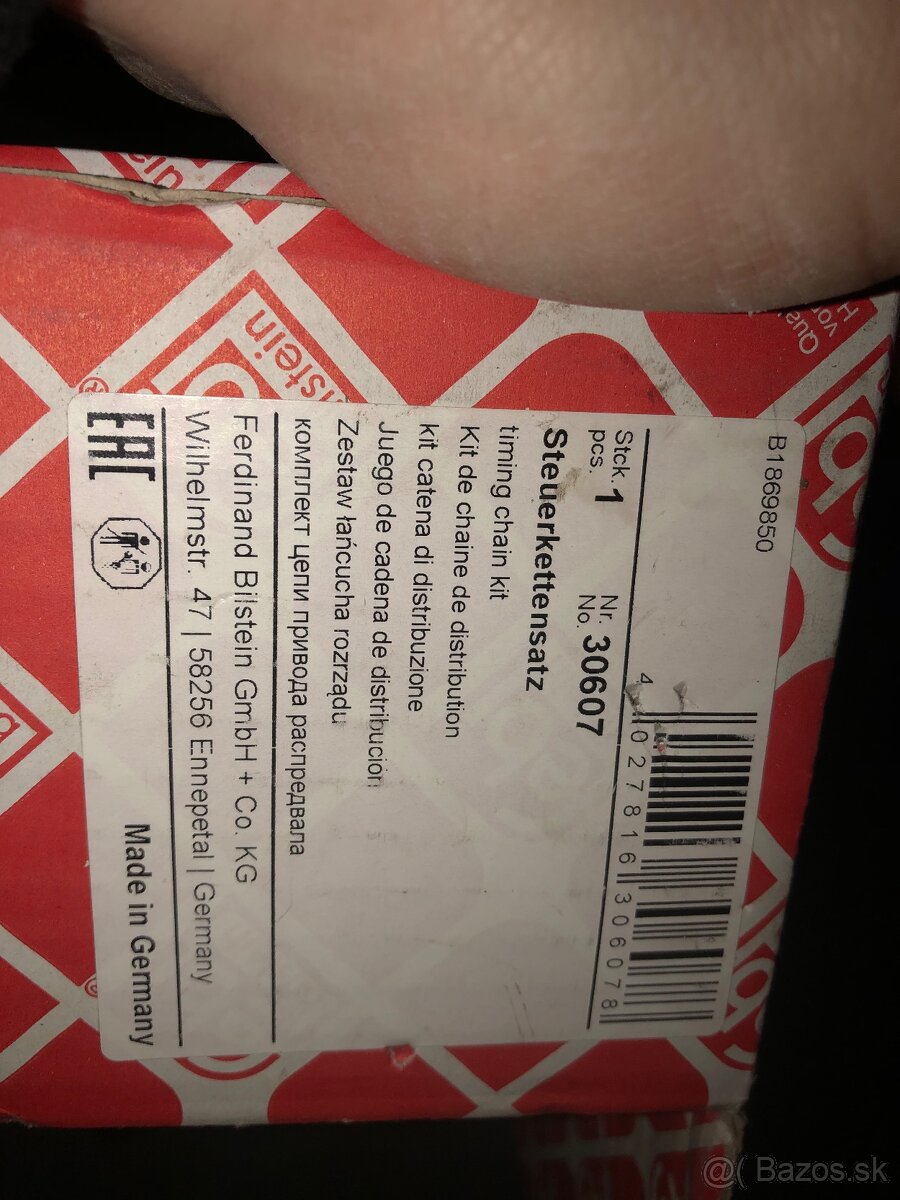 B1869850
4 027816 306078
Stck. pcs. 1 Nr. No. 30607
Steuerkettensatz
timing chain kit
Kit de chaine de distribution
kit catena di distribuzione
Juego de cadena de distribución
Zestaw łańcucha rozrządu
комплект цепи привода распредвала
Ferdinand Bilstein GmbH + Co. KG
Wilhelmstr. 47 | 58256 Ennepetal | Germany
EAC Made in Germany
lstein
@( Bazos.sk